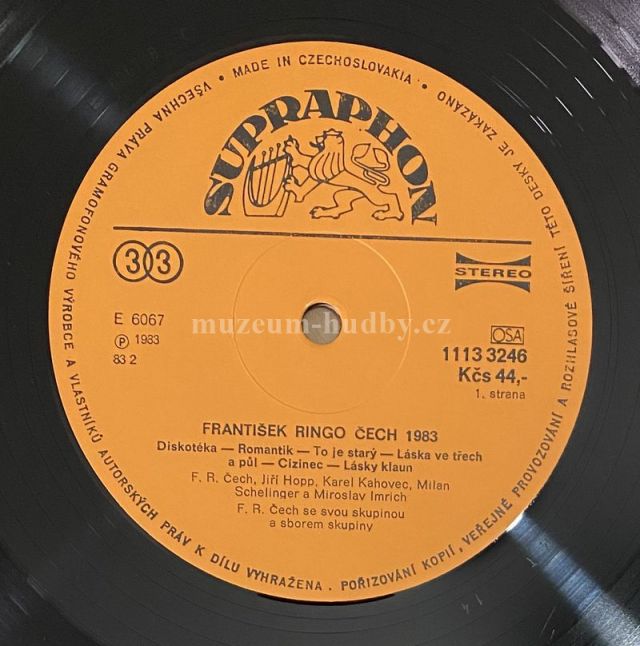 VŠECHNA PRÁVA GRAMOFONOVÉHO VÝROBCE A VLASTNÍKŮ AUTORSKÝCH PRÁV K DÍLU VYHRAŽENA . POŘIZOVÁNÍ KOPIÍ, VEŘEJNÉ PROVOZOVÁNÍ A ROZHLASOVÉ ŠÍŘENÍ TÉTO DESKY JE ZAKÁZÁNO
· MADE IN CZECHOSLOVAKIA ·
SUPRAPHON
33
STEREO
E 6067
Ⓟ 1983
83 2
muzeum-hudby.cz
OSA
1113 3246
Kčs 44,-
1. strana
FRANTIŠEK RINGO ČECH 1983
Diskotéka — Romantik — To je starý — Láska ve třech
a půl — Cizinec — Lásky klaun
F. R. Čech, Jiří Hopp, Karel Kahovec, Milan
Schelinger a Miroslav Imrich
F. R. Čech se svou skupinou
a sborem skupiny